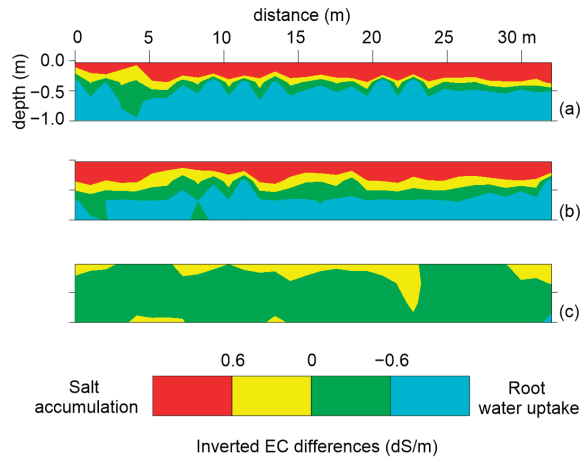 distance (m)
0 5 10 15 20 25 30 m
depth (m)
0.0
−0.5
−1.0
(a)
(b)
(c)
0.6 0 −0.6
Salt accumulation
Root water uptake
Inverted EC differences (dS/m)